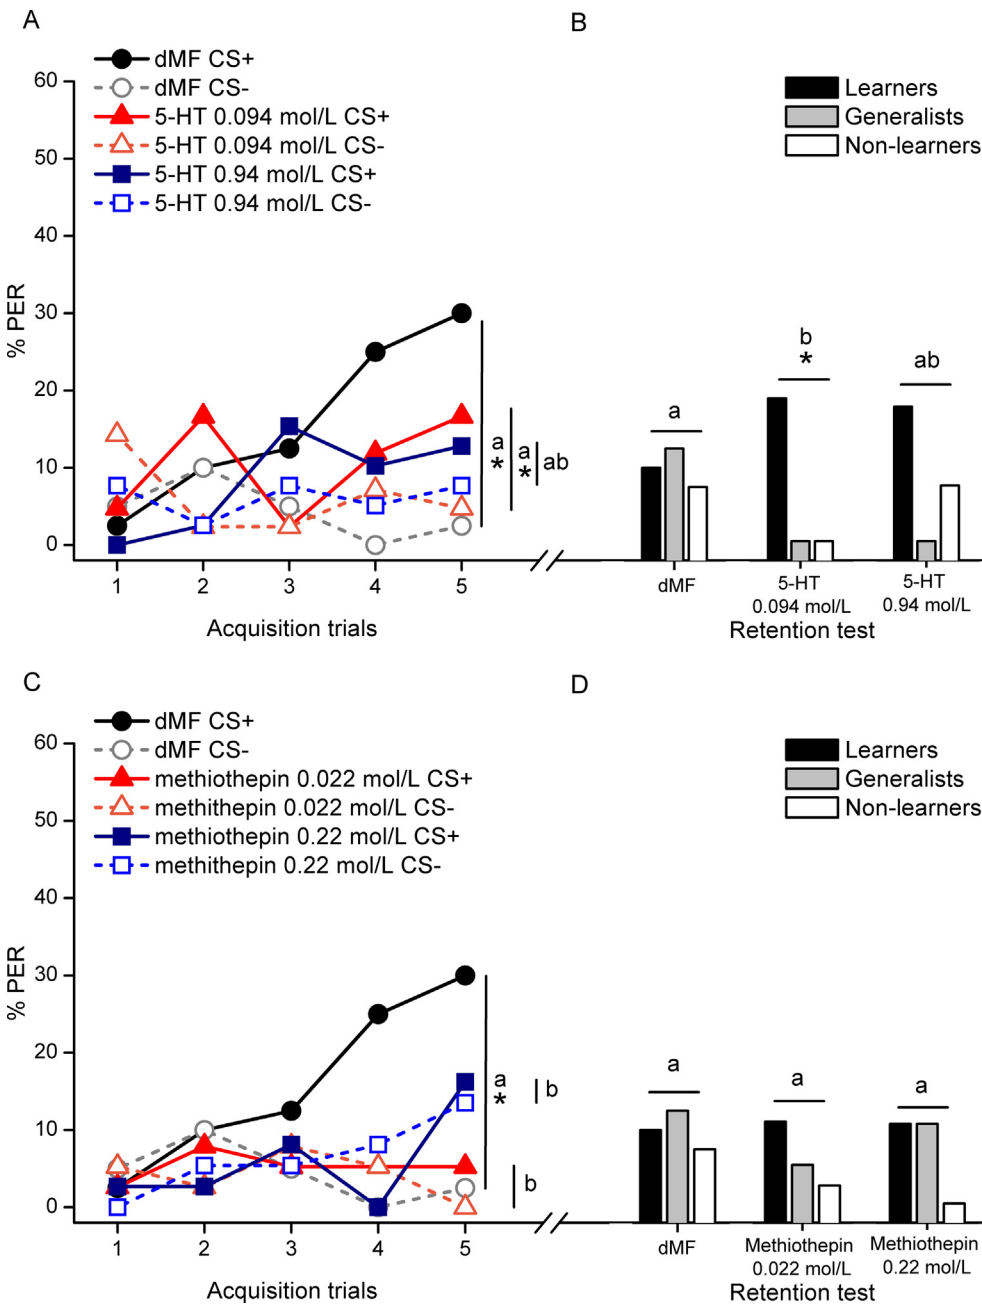 A
dMF CS+
dMF CS-
5-HT 0.094 mol/L CS+
5-HT 0.094 mol/L CS-
5-HT 0.94 mol/L CS+
5-HT 0.94 mol/L CS-
60
50
40
30
20
10
0
% PER
a
*
a
*
ab
1 2 3 4 5
Acquisition trials
B
Learners
Generalists
Non-learners
a
b
*
ab
dMF
5-HT
0.094 mol/L
5-HT
0.94 mol/L
Retention test
C
dMF CS+
dMF CS-
methiothepin 0.022 mol/L CS+
methithepin 0.022 mol/L CS-
methiothepin 0.22 mol/L CS+
methithepin 0.22 mol/L CS-
60
50
40
30
20
10
0
% PER
a
*
b
b
1 2 3 4 5
Acquisition trials
D
Learners
Generalists
Non-learners
a
a
a
dMF
Methiothepin
0.022 mol/L
Methiothepin
0.22 mol/L
Retention test